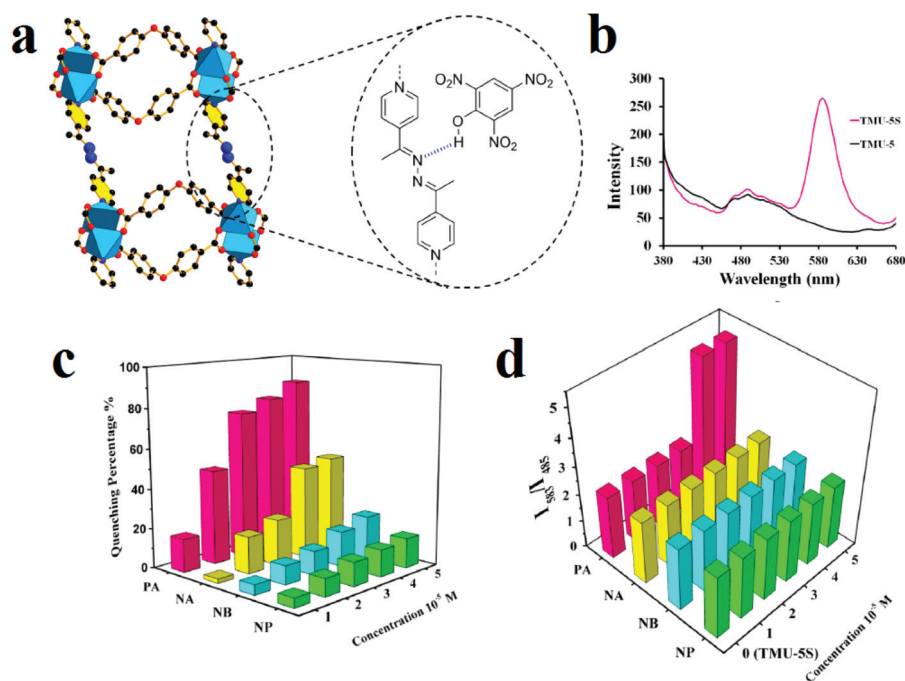 a
N
NO₂
O₂N
NO₂
O
H
N
N
N
b
300
250
200
150
100
50
0
Intensity
TMU-5S
TMU-5
380
430
480
530
580
630
680
Wavelength (nm)
c
100
80
60
40
20
0
Quenching Percentage %
PA
NA
NB
NP
1
2
3
4
5
Concentration 10⁻⁵ M
d
5
4
3
2
1
0
I₅₈₃/I₄₈₅
PA
NA
NB
NP
0 (TMU-5S)
1
2
3
4
5
Concentration 10⁻⁵ M